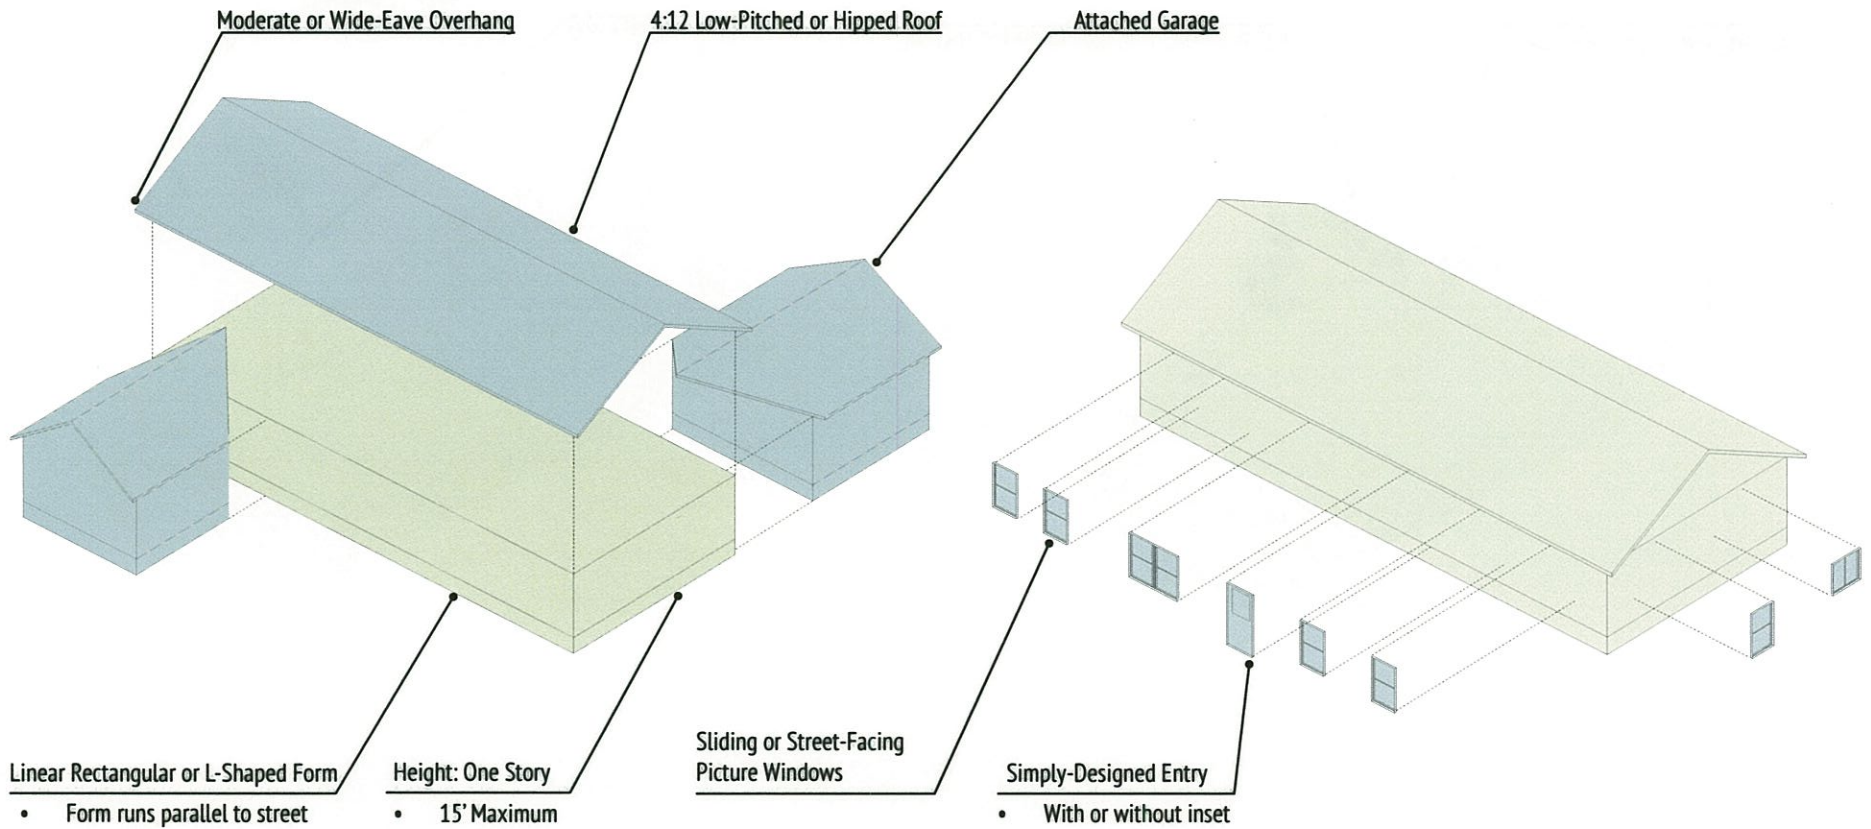 Moderate or Wide-Eave Overhang
4:12 Low-Pitched or Hipped Roof
Attached Garage
Linear Rectangular or L-Shaped Form
• Form runs parallel to street
Height: One Story
• 15' Maximum
Sliding or Street-Facing
Picture Windows
Simply-Designed Entry
• With or without inset